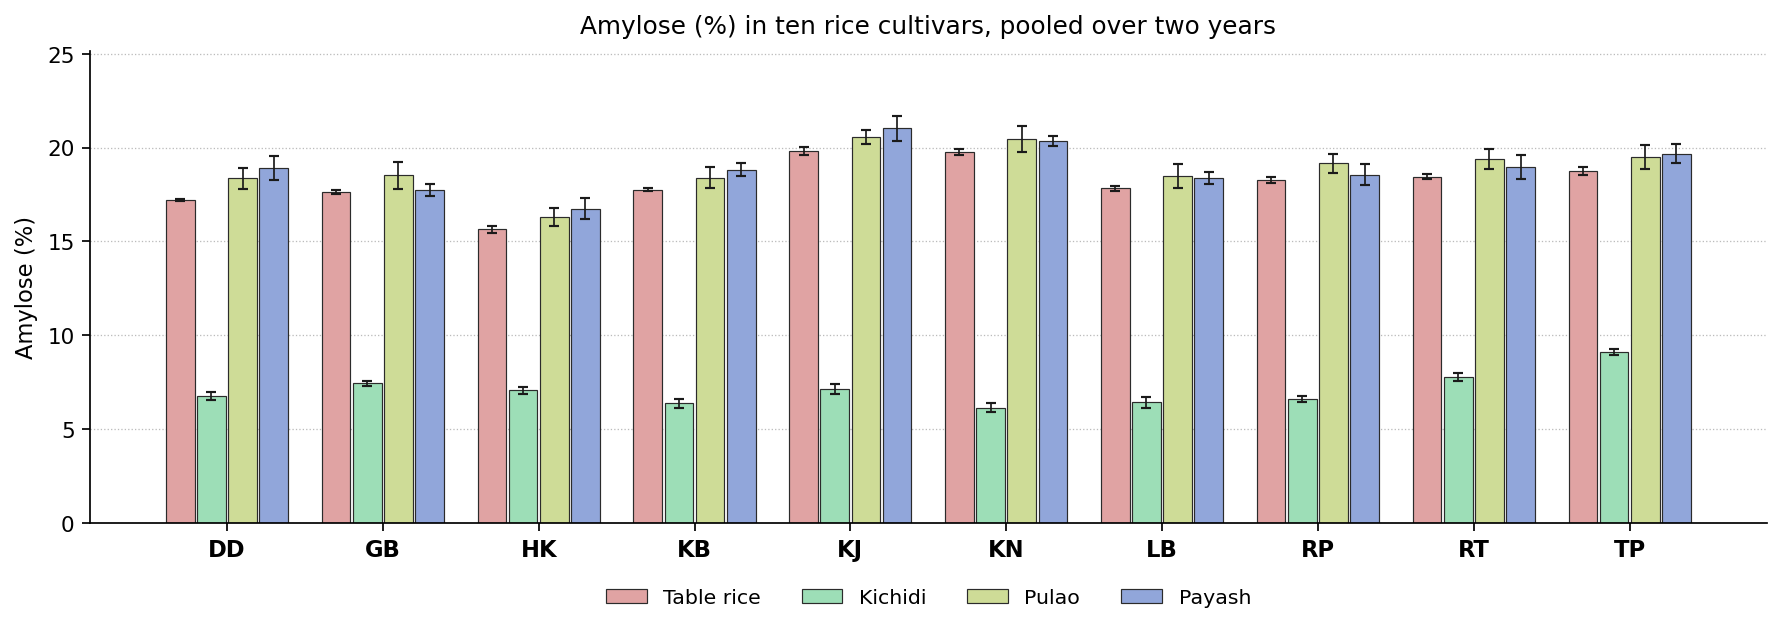 Amylose (%) in ten rice cultivars, pooled over two years
Amylose (%)
25
20
15
10
5
0
DD GB HK KB KJ KN LB RP RT TP
Table rice Kichidi Pulao Payash